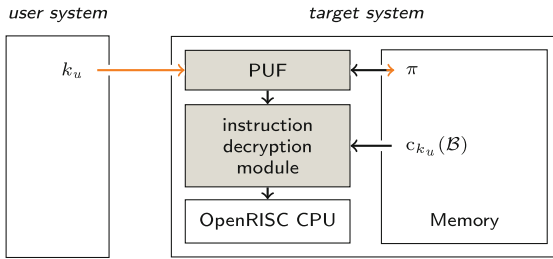 user system
target system
k_u
PUF
π
instruction
decryption
module
c_{k_u}(ℬ)
OpenRISC CPU
Memory